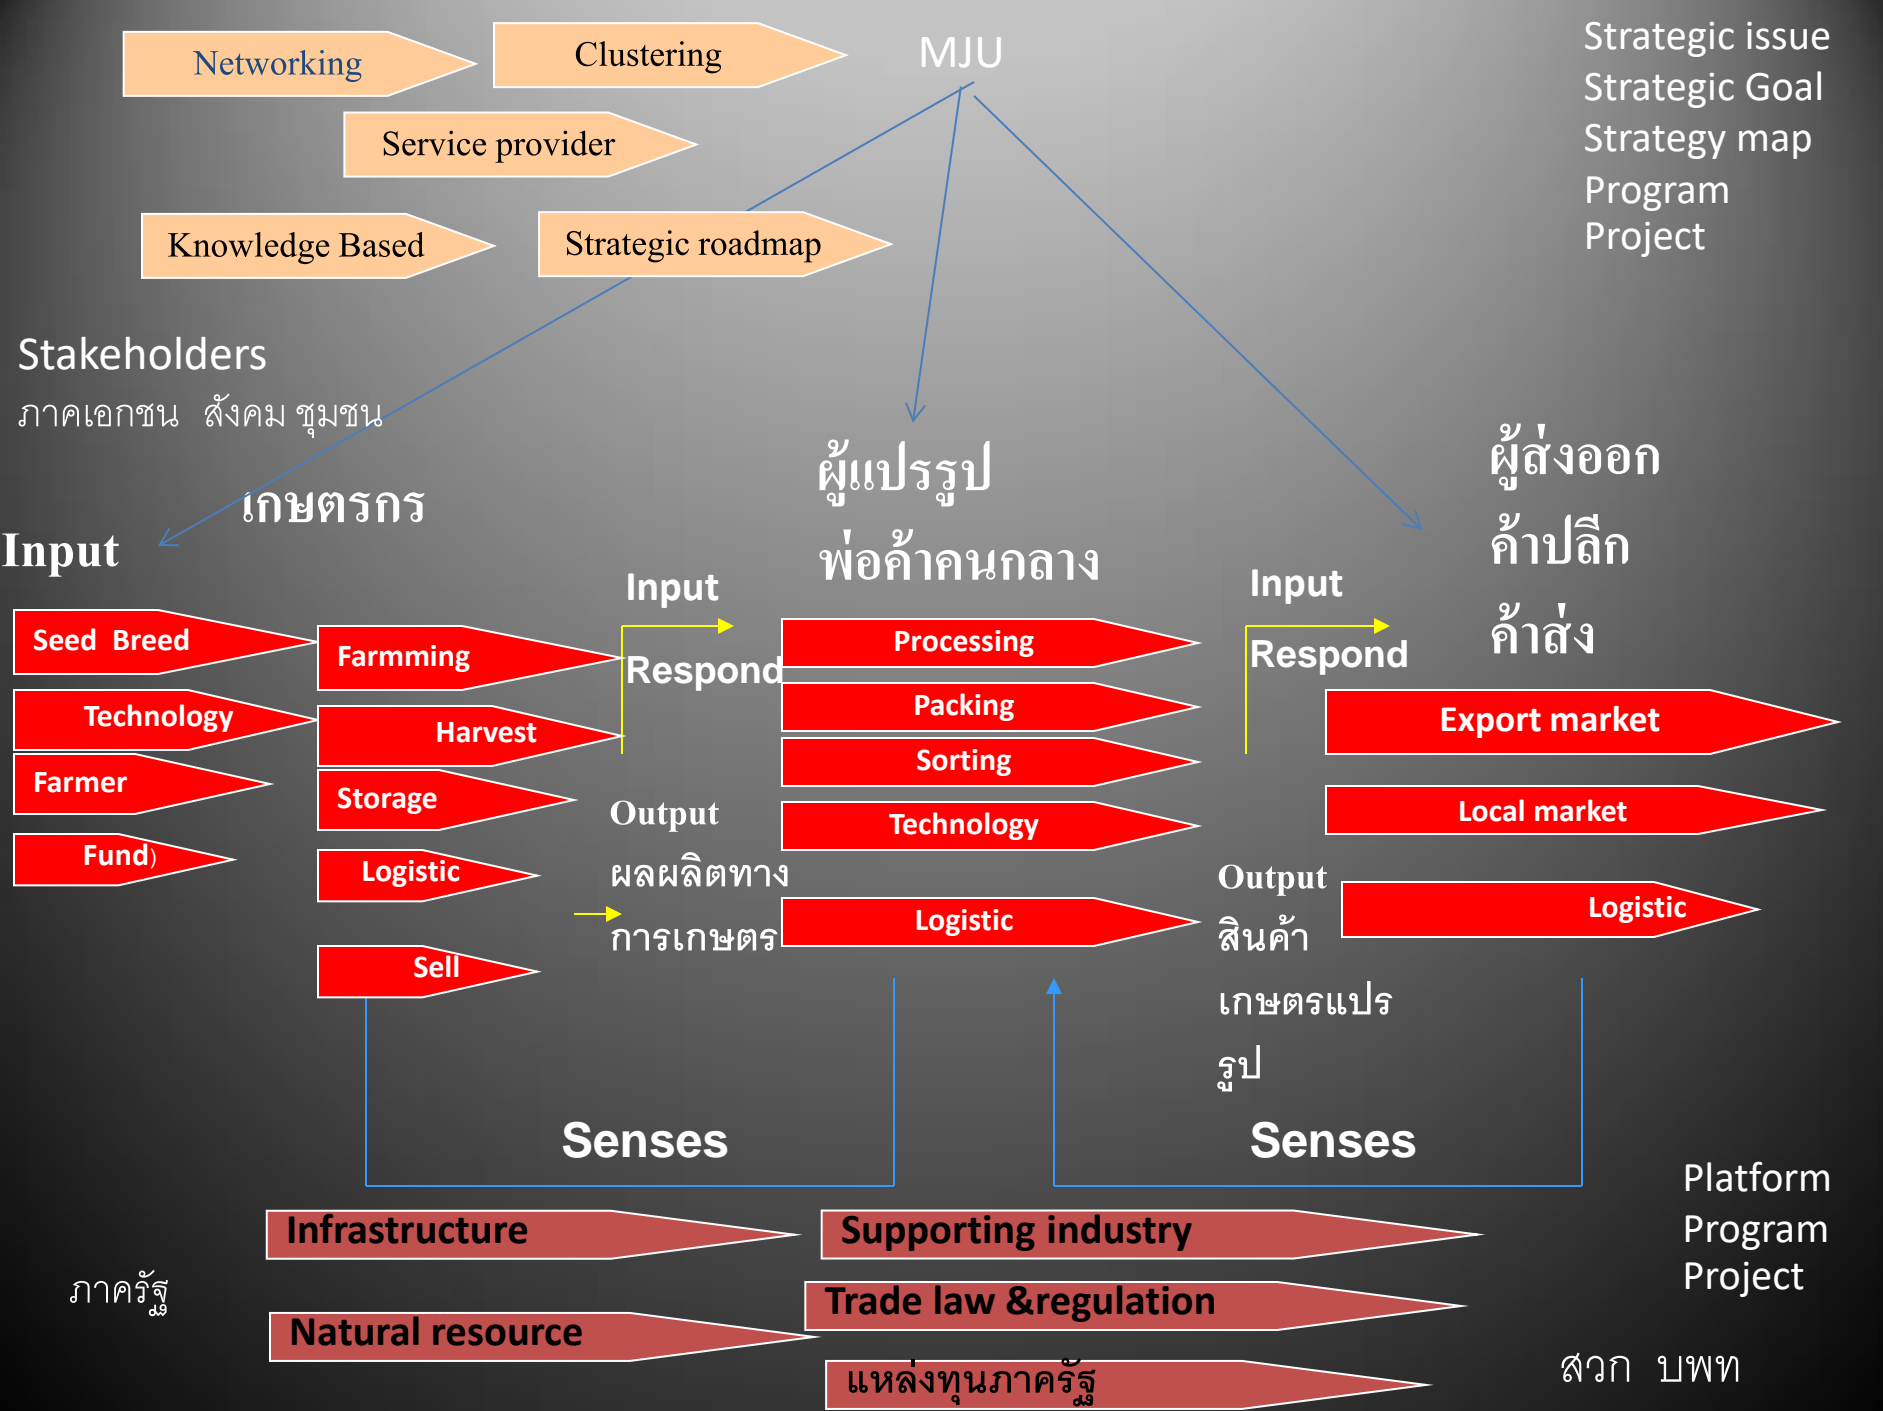 Networking
Clustering
MJU
Service provider
Knowledge Based
Strategic roadmap
Strategic issue
Strategic Goal
Strategy map
Program
Project
Stakeholders
ภาคเอกชน สังคม ชุมชน
เกษตรกร
ผู้แปรรูป
พ่อค้าคนกลาง
ผู้ส่งออก
ค้าปลีก
ค้าส่ง
Input
Seed Breed
Technology
Farmer
Fund)
Farmming
Harvest
Storage
Logistic
Sell
Input
Respond
Output
ผลผลิตทาง
การเกษตร
Processing
Packing
Sorting
Technology
Logistic
Input
Respond
Output
สินค้า
เกษตรแปร
รูป
Export market
Local market
Logistic
Senses
Senses
Platform
Program
Project
ภาครัฐ
Infrastructure
Supporting industry
Trade law &regulation
Natural resource
แหล่งทุนภาครัฐ
สวก บพท